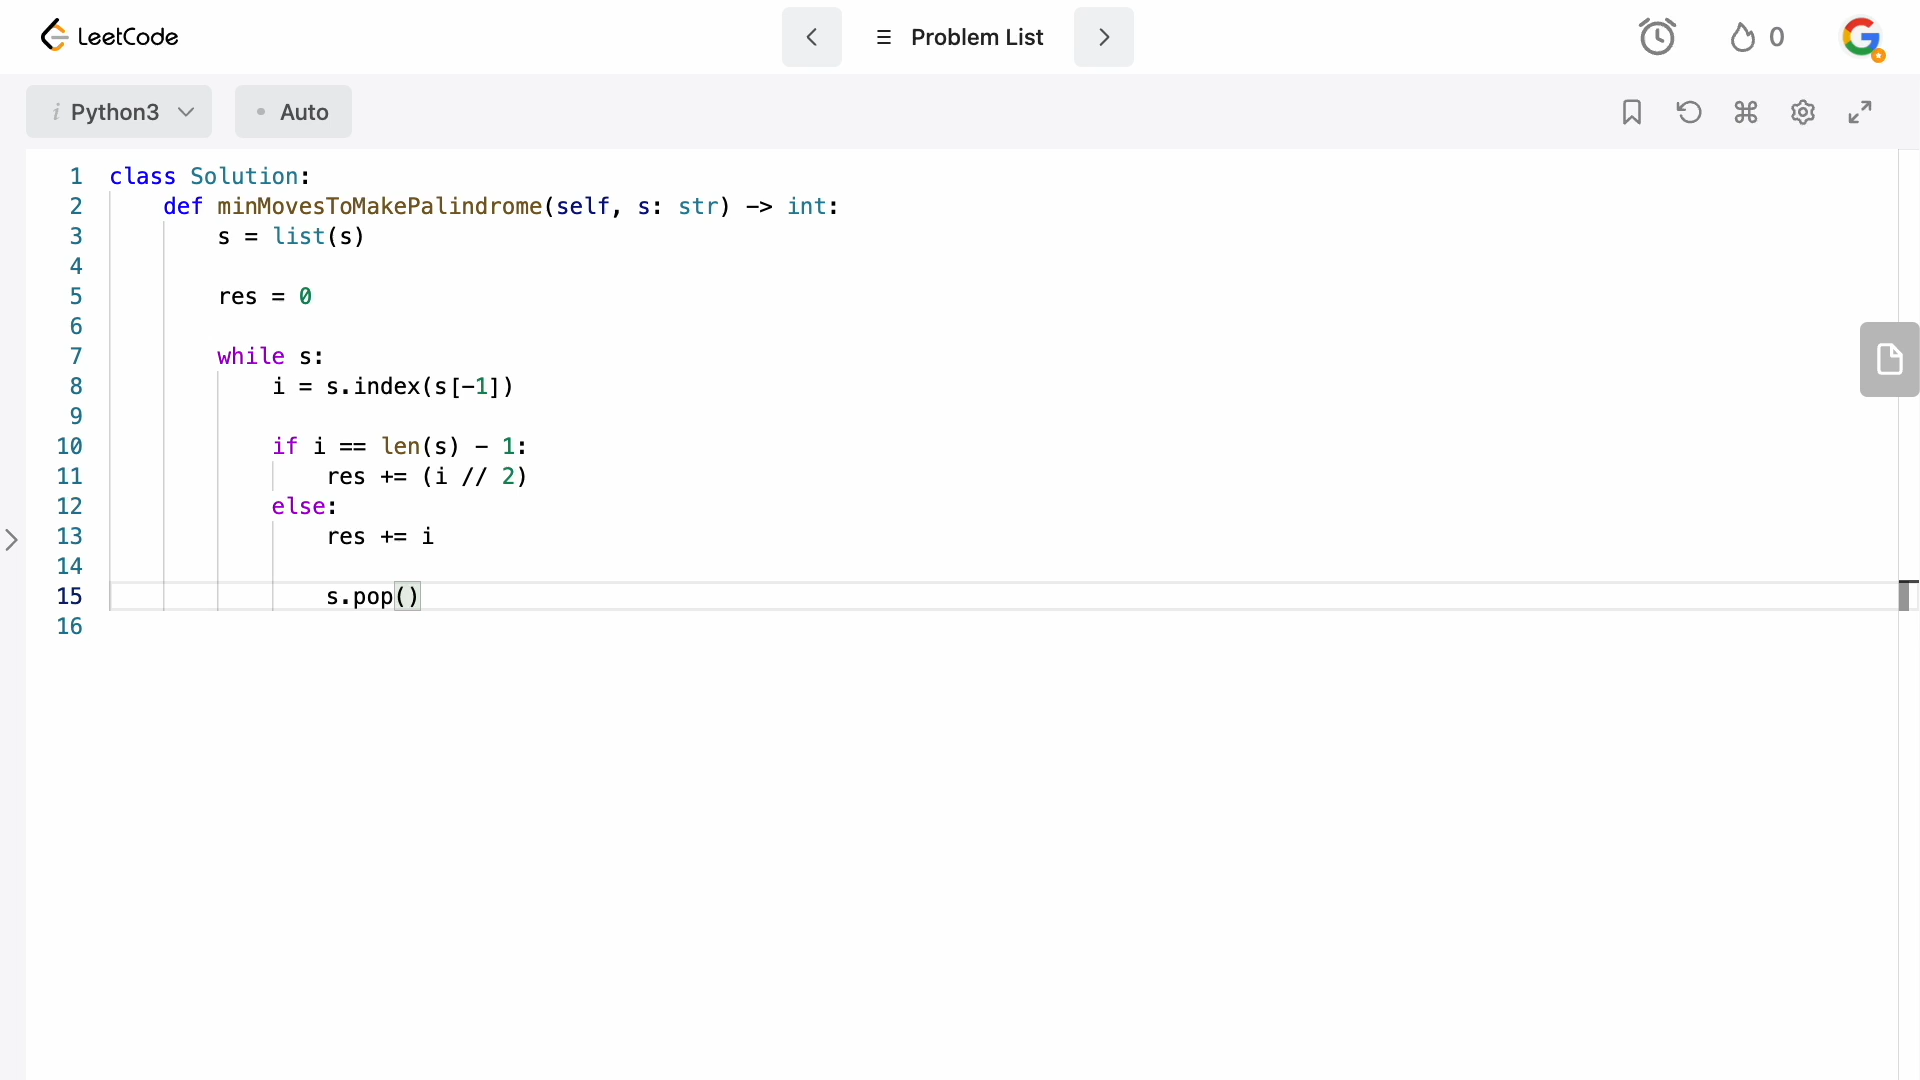 LeetCode
Problem List
0
i Python3
Auto
1 class Solution:
2     def minMovesToMakePalindrome(self, s: str) -> int:
3         s = list(s)
4
5         res = 0
6
7         while s:
8             i = s.index(s[-1])
9
10             if i == len(s) - 1:
11                 res += (i // 2)
12             else:
13                 res += i
14
15                 s.pop()
16